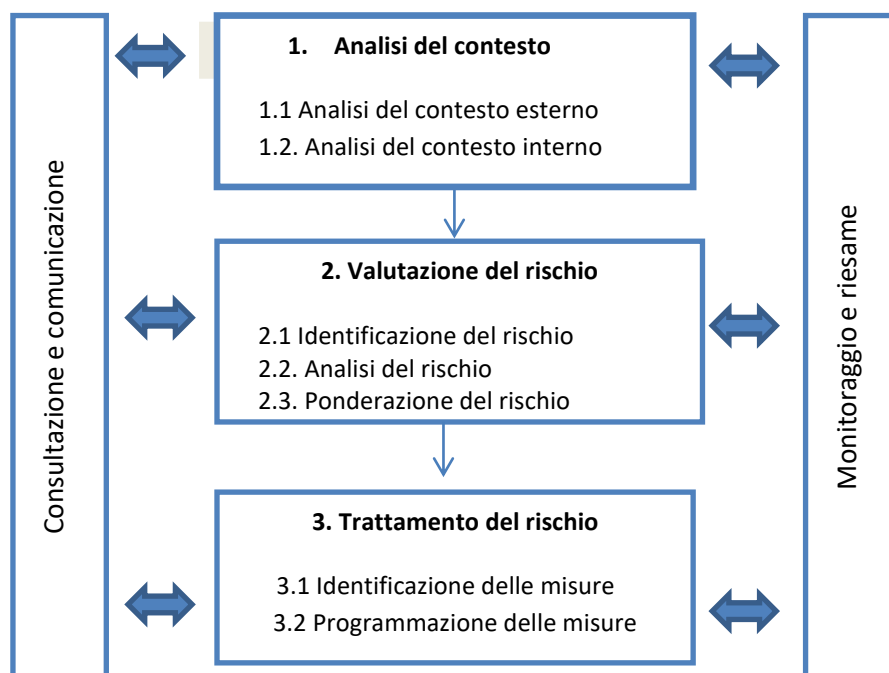 Consultazione e comunicazione
1. Analisi del contesto
1.1 Analisi del contesto esterno
1.2. Analisi del contesto interno
2. Valutazione del rischio
2.1 Identificazione del rischio
2.2. Analisi del rischio
2.3. Ponderazione del rischio
3. Trattamento del rischio
3.1 Identificazione delle misure
3.2 Programmazione delle misure
Monitoraggio e riesame